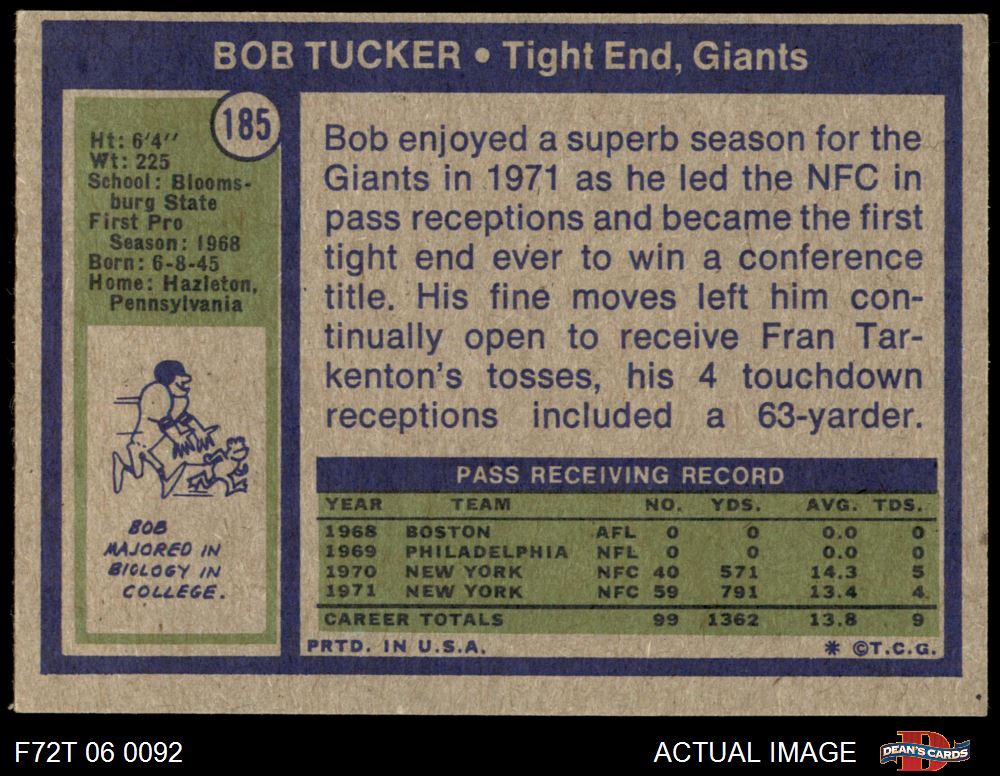 BOB TUCKER • Tight End, Giants
185
Ht: 6'4''
Wt: 225
School: Blooms-
burg State
First Pro
Season: 1968
Born: 6-8-45
Home: Hazleton,
Pennsylvania
BOB
MAJORED IN
BIOLOGY IN
COLLEGE.
Bob enjoyed a superb season for the
Giants in 1971 as he led the NFC in
pass receptions and became the first
tight end ever to win a conference
title. His fine moves left him con-
tinually open to receive Fran Tar-
kenton's tosses, his 4 touchdown
receptions included a 63-yarder.
PASS RECEIVING RECORD
YEAR TEAM NO. YDS. AVG. TDS.
1968 BOSTON AFL 0 0 0.0 0
1969 PHILADELPHIA NFL 0 0 0.0 0
1970 NEW YORK NFC 40 571 14.3 5
1971 NEW YORK NFC 59 791 13.4 4
CAREER TOTALS 99 1362 13.8 9
PRTD. IN U.S.A. * ©T.C.G.
F72T 06 0092 ACTUAL IMAGE D DEAN'S CARDS